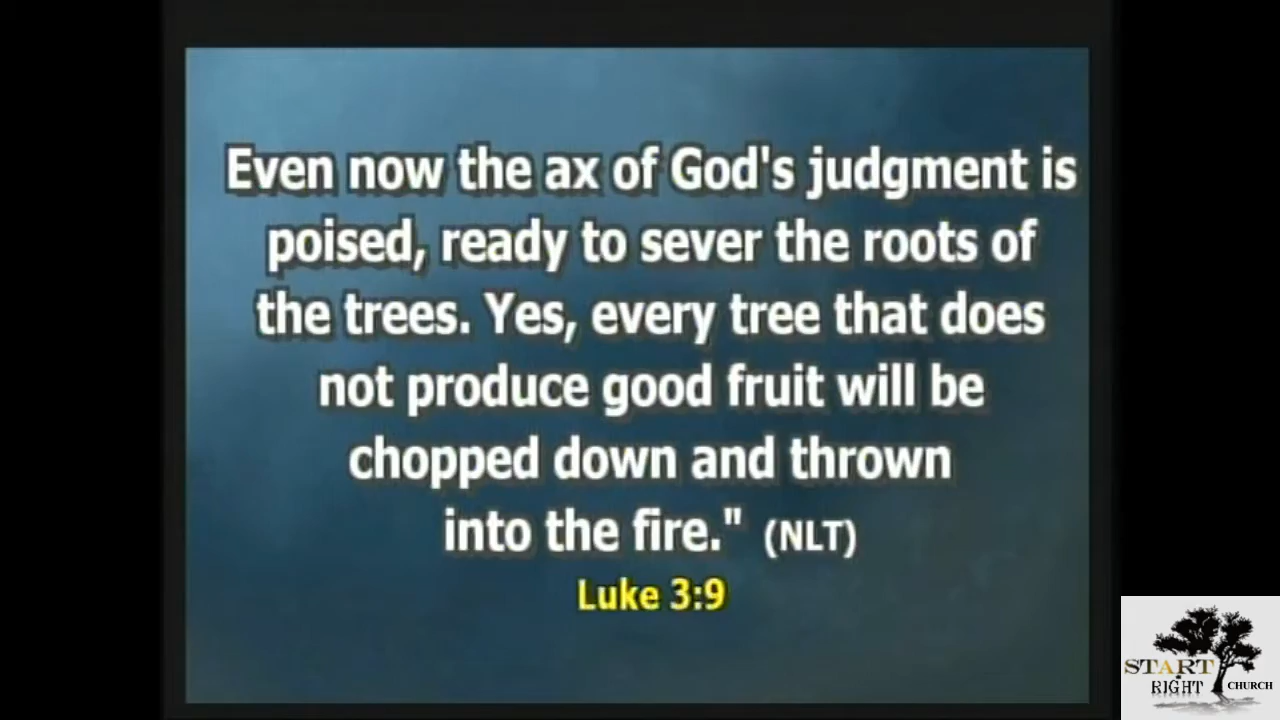 Even now the ax of God's judgment is
poised, ready to sever the roots of
the trees. Yes, every tree that does
not produce good fruit will be
chopped down and thrown
into the fire." (NLT)
Luke 3:9
START
RIGHT CHURCH